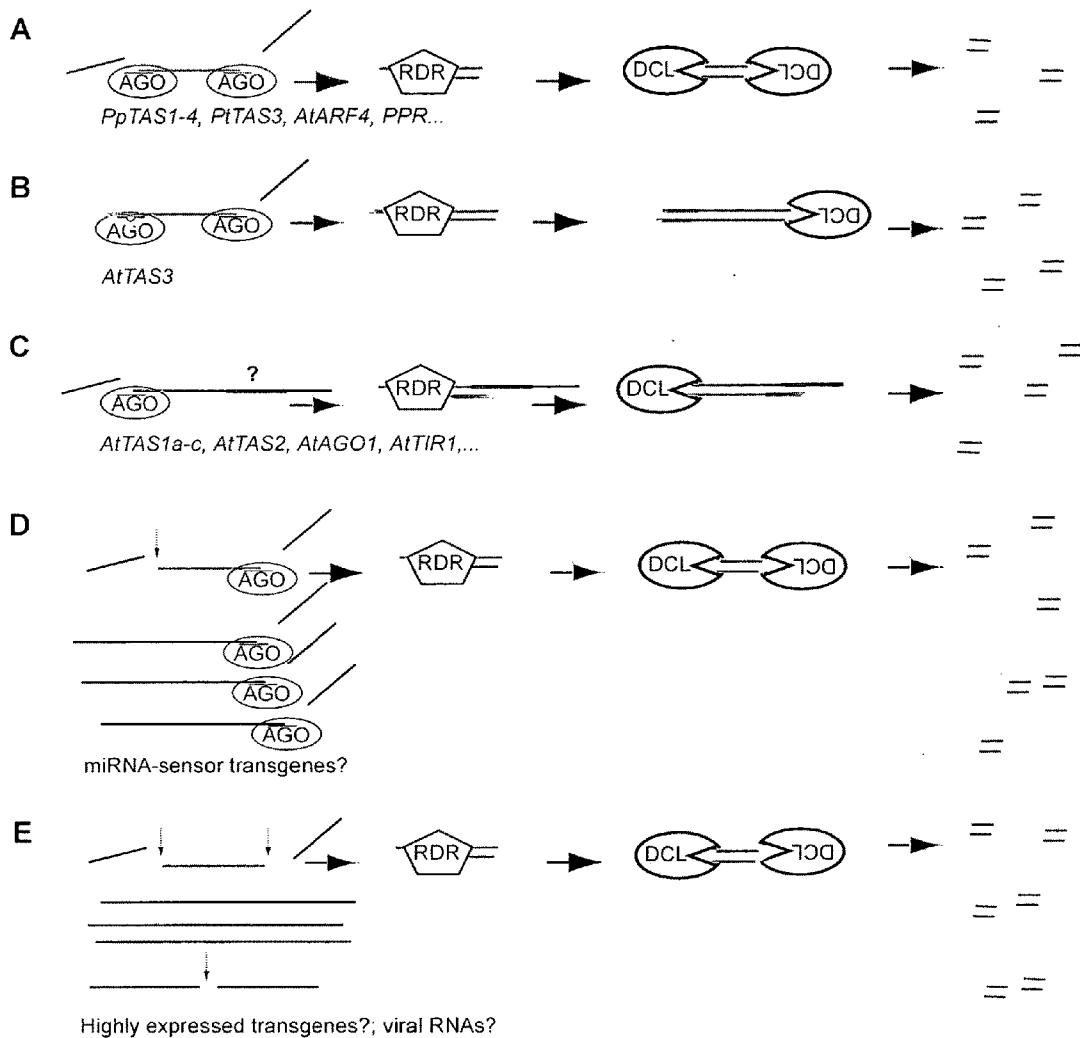 A
AGO AGO RDR DCL DCL
PpTAS1-4, PtTAS3, AtARF4, PPR...
B
AGO AGO RDR DCL
AtTAS3
C
?
AGO RDR DCL
AtTAS1a-c, AtTAS2, AtAGO1, AtTIR1,...
D
AGO RDR DCL DCL
AGO
AGO
AGO
miRNA-sensor transgenes?
E
RDR DCL DCL
Highly expressed transgenes?; viral RNAs?